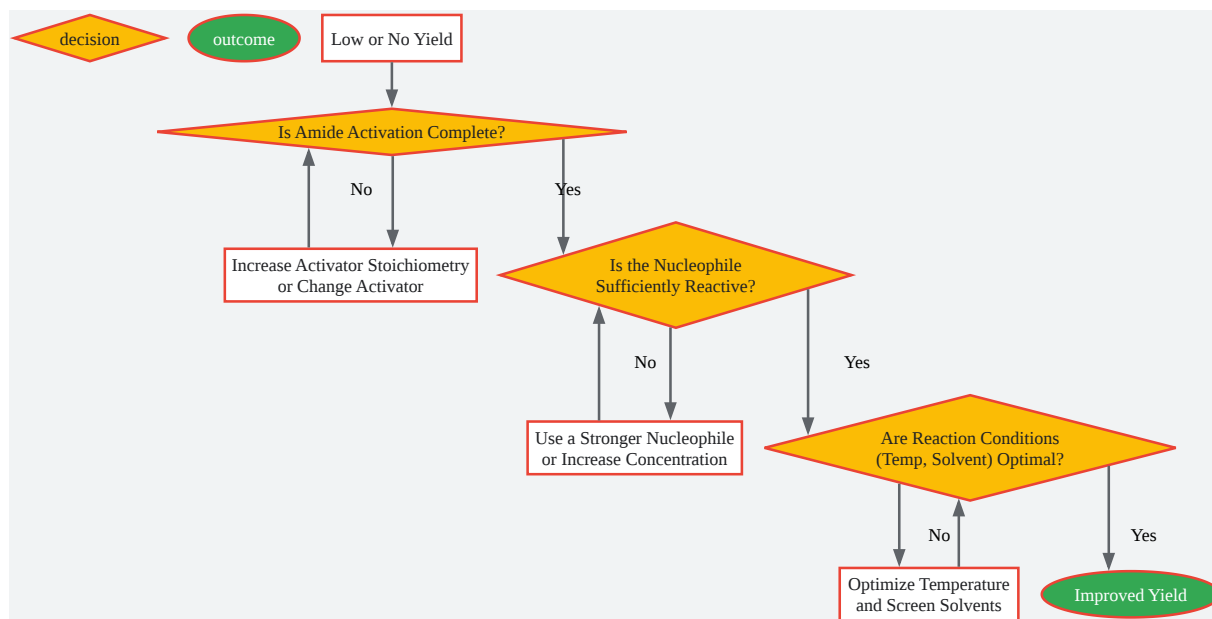 decision
outcome
Low or No Yield
Is Amide Activation Complete?
No
Yes
Increase Activator Stoichiometry
or Change Activator
Is the Nucleophile
Sufficiently Reactive?
No
Yes
Use a Stronger Nucleophile
or Increase Concentration
Are Reaction Conditions
(Temp, Solvent) Optimal?
No
Yes
Optimize Temperature
and Screen Solvents
Improved Yield